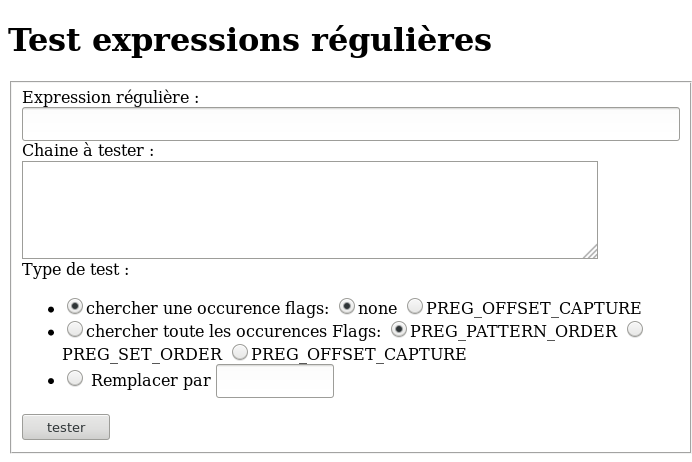 Test expressions régulières
Expression régulière :
Chaine à tester :
Type de test :
chercher une occurence flags: none PREG_OFFSET_CAPTURE
chercher toute les occurences Flags: PREG_PATTERN_ORDER
PREG_SET_ORDER PREG_OFFSET_CAPTURE
Remplacer par
tester